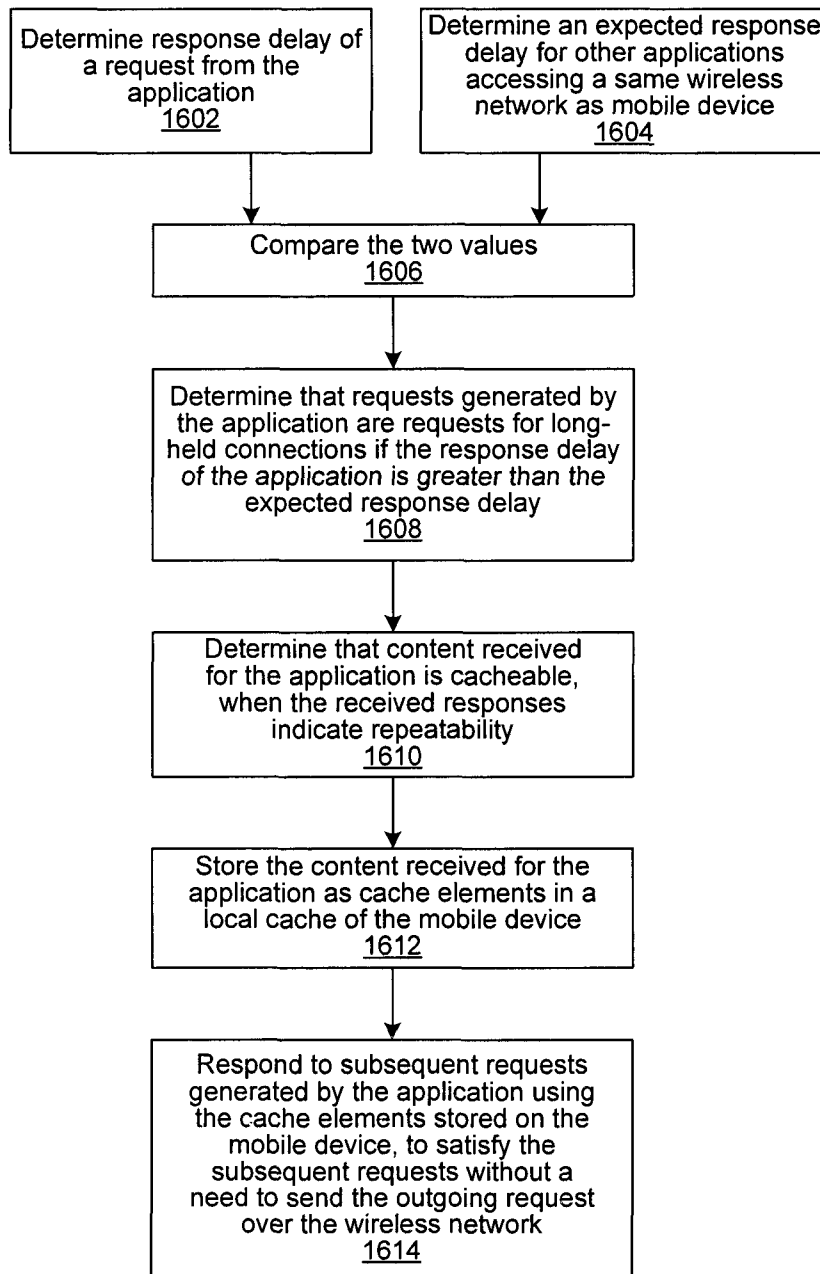 Determine response delay of
a request from the
application
1602
Determine an expected response
delay for other applications
accessing a same wireless
network as mobile device
1604
Compare the two values
1606
Determine that requests generated by
the application are requests for long-
held connections if the response delay
of the application is greater than the
expected response delay
1608
Determine that content received
for the application is cacheable,
when the received responses
indicate repeatability
1610
Store the content received for the
application as cache elements in a
local cache of the mobile device
1612
Respond to subsequent requests
generated by the application using
the cache elements stored on the
mobile device, to satisfy the
subsequent requests without a
need to send the outgoing request
over the wireless network
1614